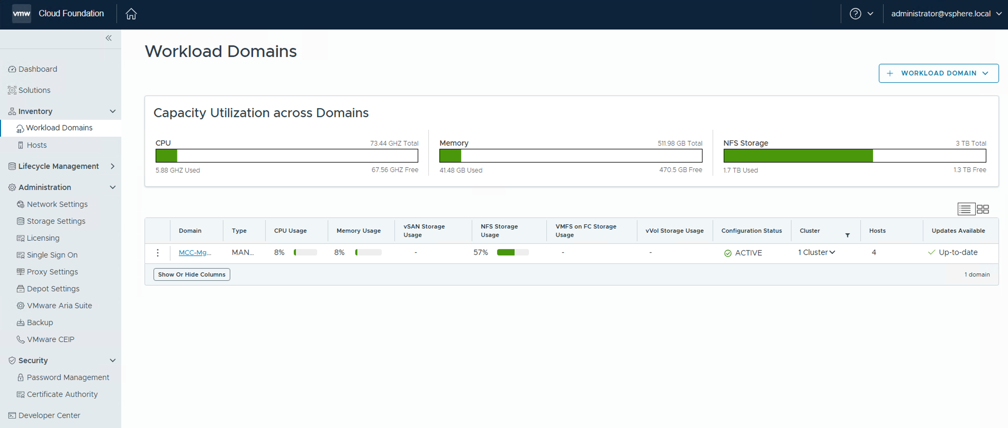 vmw Cloud Foundation
administrator@vsphere.local
Dashboard
Solutions
Inventory
Workload Domains
Hosts
Lifecycle Management
Administration
Network Settings
Storage Settings
Licensing
Single Sign On
Proxy Settings
Depot Settings
VMware Aria Suite
Backup
VMware CEIP
Security
Password Management
Certificate Authority
Developer Center
Workload Domains
+ WORKLOAD DOMAIN
Capacity Utilization across Domains
CPU 73.44 GHZ Total
5.88 GHZ Used 67.56 GHZ Free
Memory 511.98 GB Total
41.48 GB Used 470.5 GB Free
NFS Storage 3 TB Total
1.7 TB Used 1.3 TB Free
Domain Type CPU Usage Memory Usage vSAN Storage Usage NFS Storage Usage VMFS on FC Storage Usage vVol Storage Usage Configuration Status Cluster Hosts Updates Available
MCC-Mg... MAN... 8% 8% - 57% - - ACTIVE 1 Cluster 4 Up-to-date
Show Or Hide Columns 1 domain